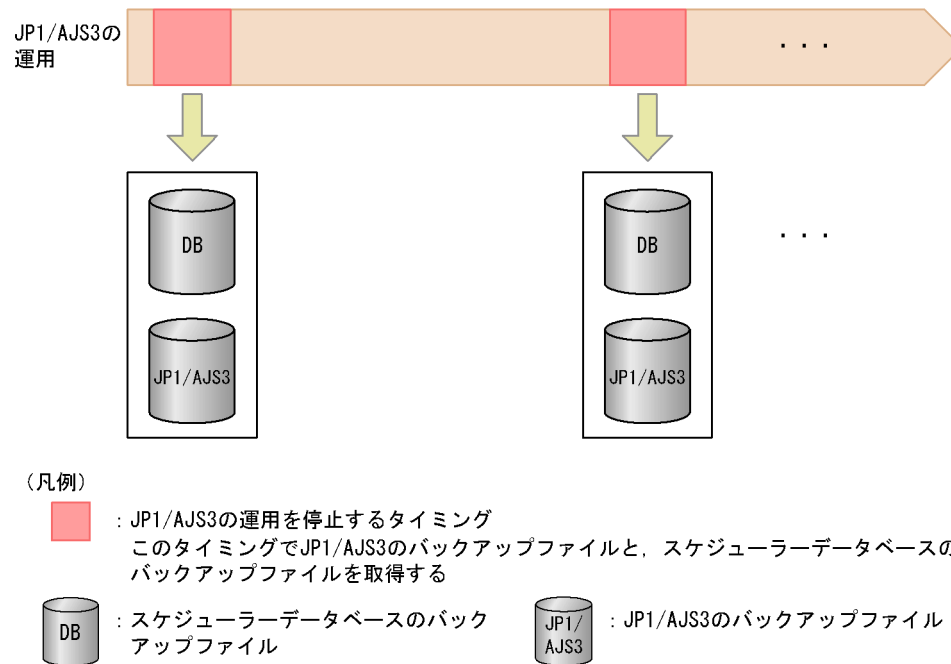 JP1/AJS3の
運用
・・・
DB
DB
・・・
JP1/AJS3
JP1/AJS3
（凡例）
：JP1/AJS3の運用を停止するタイミング
このタイミングでJP1/AJS3のバックアップファイルと，スケジューラーデータベースの
バックアップファイルを取得する
DB
：スケジューラーデータベースのバック
アップファイル
JP1/
AJS3
：JP1/AJS3のバックアップファイル